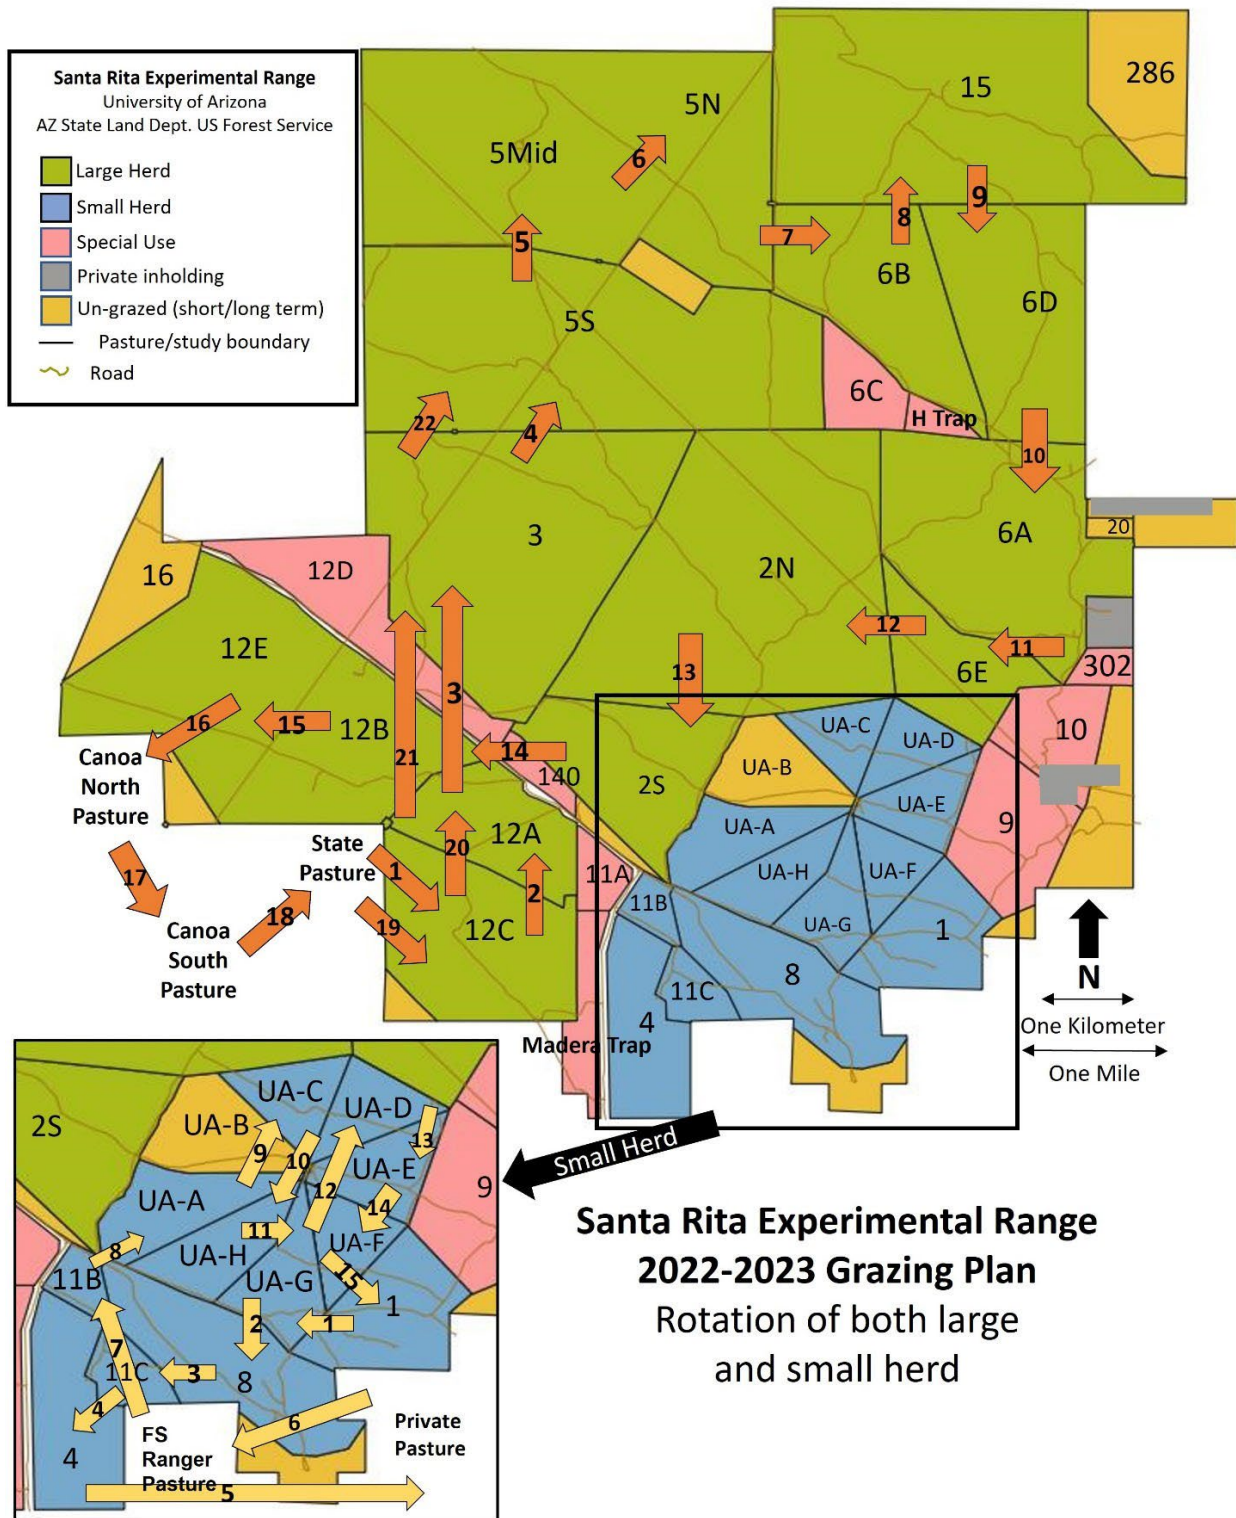 Santa Rita Experimental Range
University of Arizona
AZ State Land Dept. US Forest Service
Large Herd
Small Herd
Special Use
Private inholding
Un-grazed (short/long term)
Pasture/study boundary
Road
15
286
5N
5Mid
6
9
8
5
7
6B
6D
5S
6C
H Trap
22
4
10
3
6A
20
2N
16
12D
12E
12
11
13
6E
302
3
16
15
12B
21
14
140
Canoa
North
Pasture
UA-C
UA-D
UA-B
10
2S
UA-E
9
UA-A
State
Pasture
1
20
12A
2
11A
UA-H
UA-F
17
18
19
12C
11B
UA-G
1
Canoa
South
Pasture
8
11C
4
N
One Kilometer
One Mile
Madera Trap
Small Herd
UA-C
2S
UA-B
UA-D
9
10
13
12
UA-E
9
UA-A
14
11
8
UA-H
UA-F
11B
UA-G
15
1
2
1
7
11C
3
8
4
6
Private
Pasture
FS
Ranger
Pasture
4
5
Santa Rita Experimental Range
2022-2023 Grazing Plan
Rotation of both large
and small herd